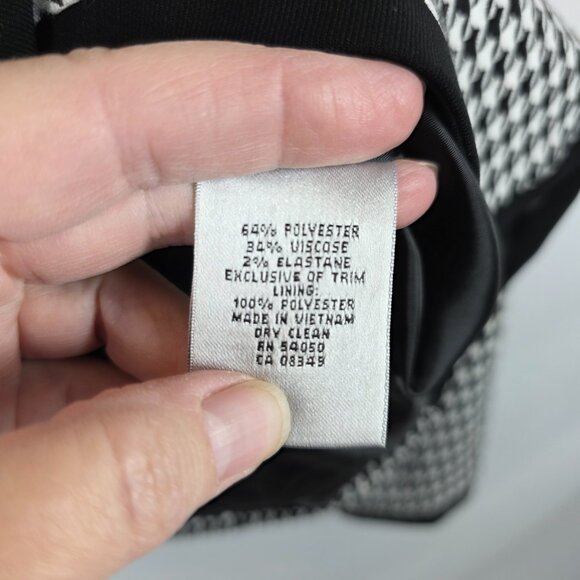 64% POLYESTER
34% VISCOSE
2% ELASTANE
EXCLUSIVE OF TRIM
LINING:
100% POLYESTER
MADE IN VIETNAM
DRY CLEAN
RN 54050
CA 08349